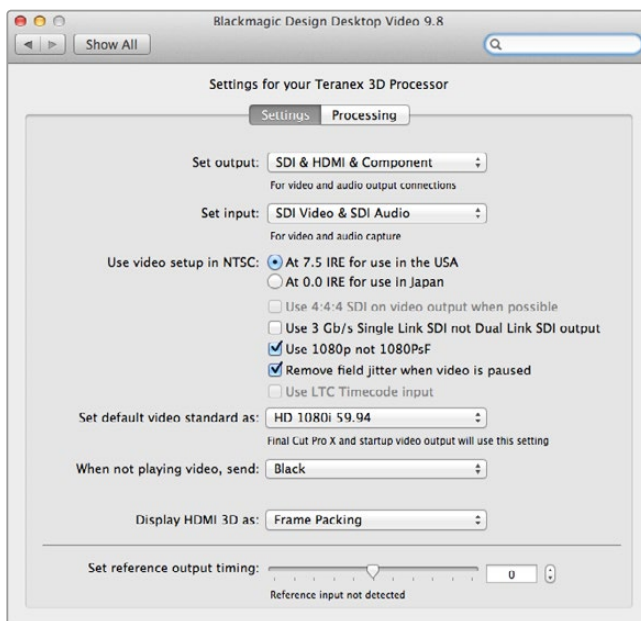 Blackmagic Design Desktop Video 9.8
Show All
Settings for your Teranex 3D Processor
Settings Processing
Set output: SDI & HDMI & Component
For video and audio output connections
Set input: SDI Video & SDI Audio
For video and audio capture
Use video setup in NTSC: At 7.5 IRE for use in the USA
At 0.0 IRE for use in Japan
Use 4:4:4 SDI on video output when possible
Use 3 Gb/s Single Link SDI not Dual Link SDI output
Use 1080p not 1080PsF
Remove field jitter when video is paused
Use LTC Timecode input
Set default video standard as: HD 1080i 59.94
Final Cut Pro X and startup video output will use this setting
When not playing video, send: Black
Display HDMI 3D as: Frame Packing
Set reference output timing: 0
Reference input not detected